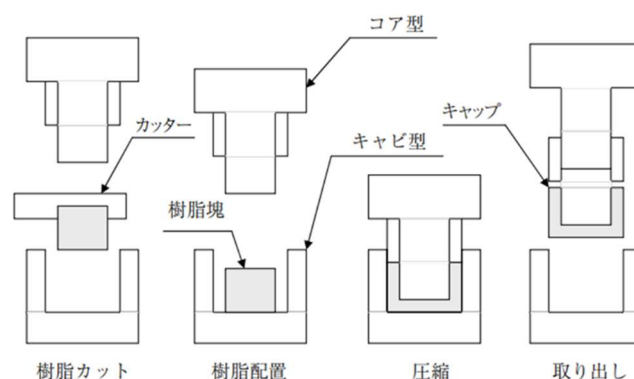 コア型
カッター
キャップ
キャビ型
樹脂塊
樹脂カット
樹脂配置
圧縮
取り出し